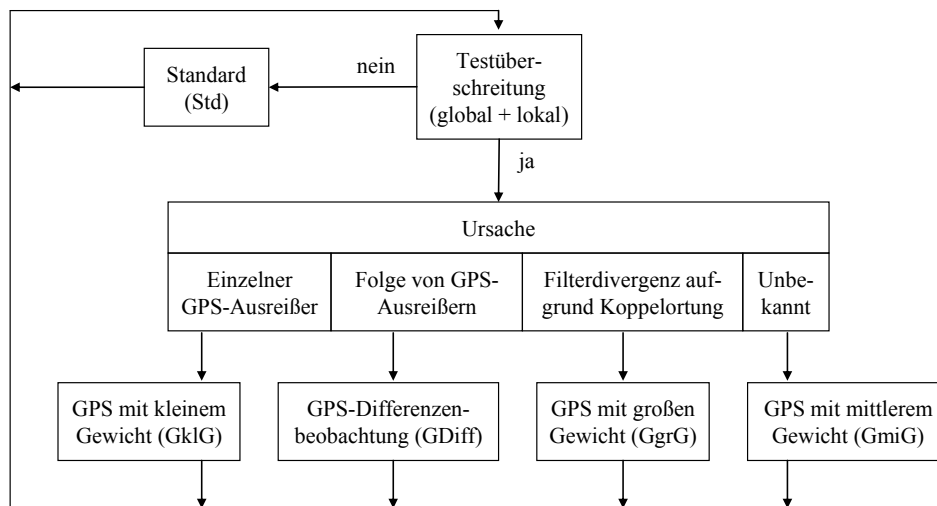 Testüber-
schreitung
(global + lokal)
nein
Standard
(Std)
ja
Ursache
Einzelner
GPS-Ausreißer
Folge von GPS-
Ausreißern
Filterdivergenz auf-
grund Koppelortung
Unbe-
kannt
GPS mit kleinem
Gewicht (GklG)
GPS-Differenzen-
beobachtung (GDiff)
GPS mit großen
Gewicht (GgrG)
GPS mit mittlerem
Gewicht (GmiG)